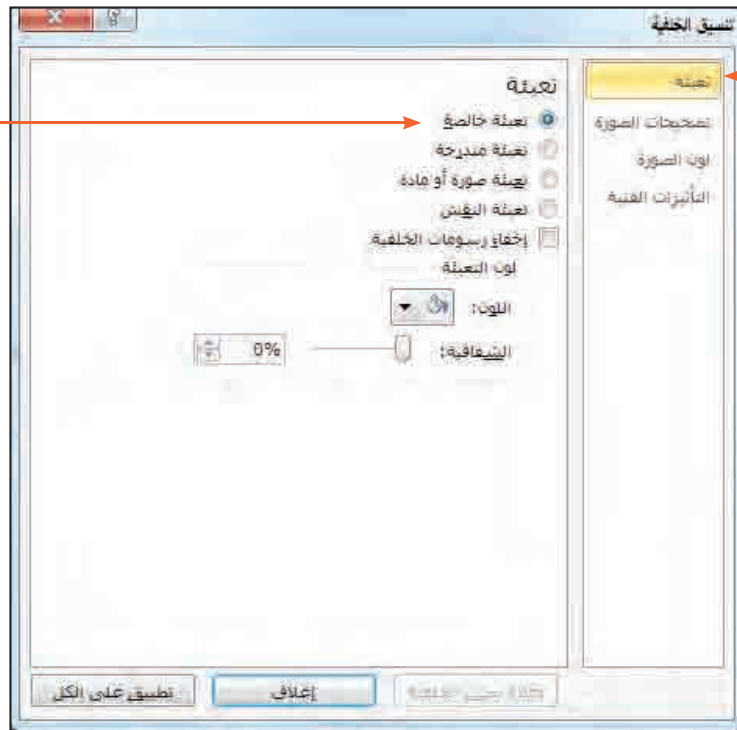 تنسيق الخلفية
تعبئة
تصحيحات الصورة
لون الصورة
التأثيرات الفنية
تعبئة
تعبئة خالصة
تعبئة متدرجة
تعبئة صورة أو مادة
تعبئة النقش
إخفاء رسومات الخلفية
لون التعبئة
اللون:
الشفافية: 0%
إغلاق
تطبيق على الكل